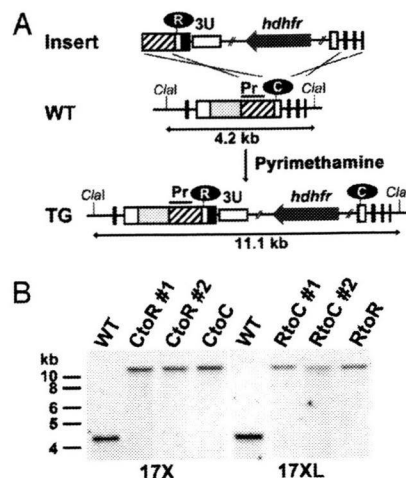 A
R
3U
hdhfr
Insert
Pr
C
ClaI
ClaI
WT
4.2 kb
Pyrimethamine
ClaI
Pr
R
3U
hdhfr
C
ClaI
TG
11.1 kb
B
WT
CtoR #1
CtoR #2
CtoC
WT
RtoC #1
RtoC #2
RtoR
kb
10
8
6
5
4
17X
17XL